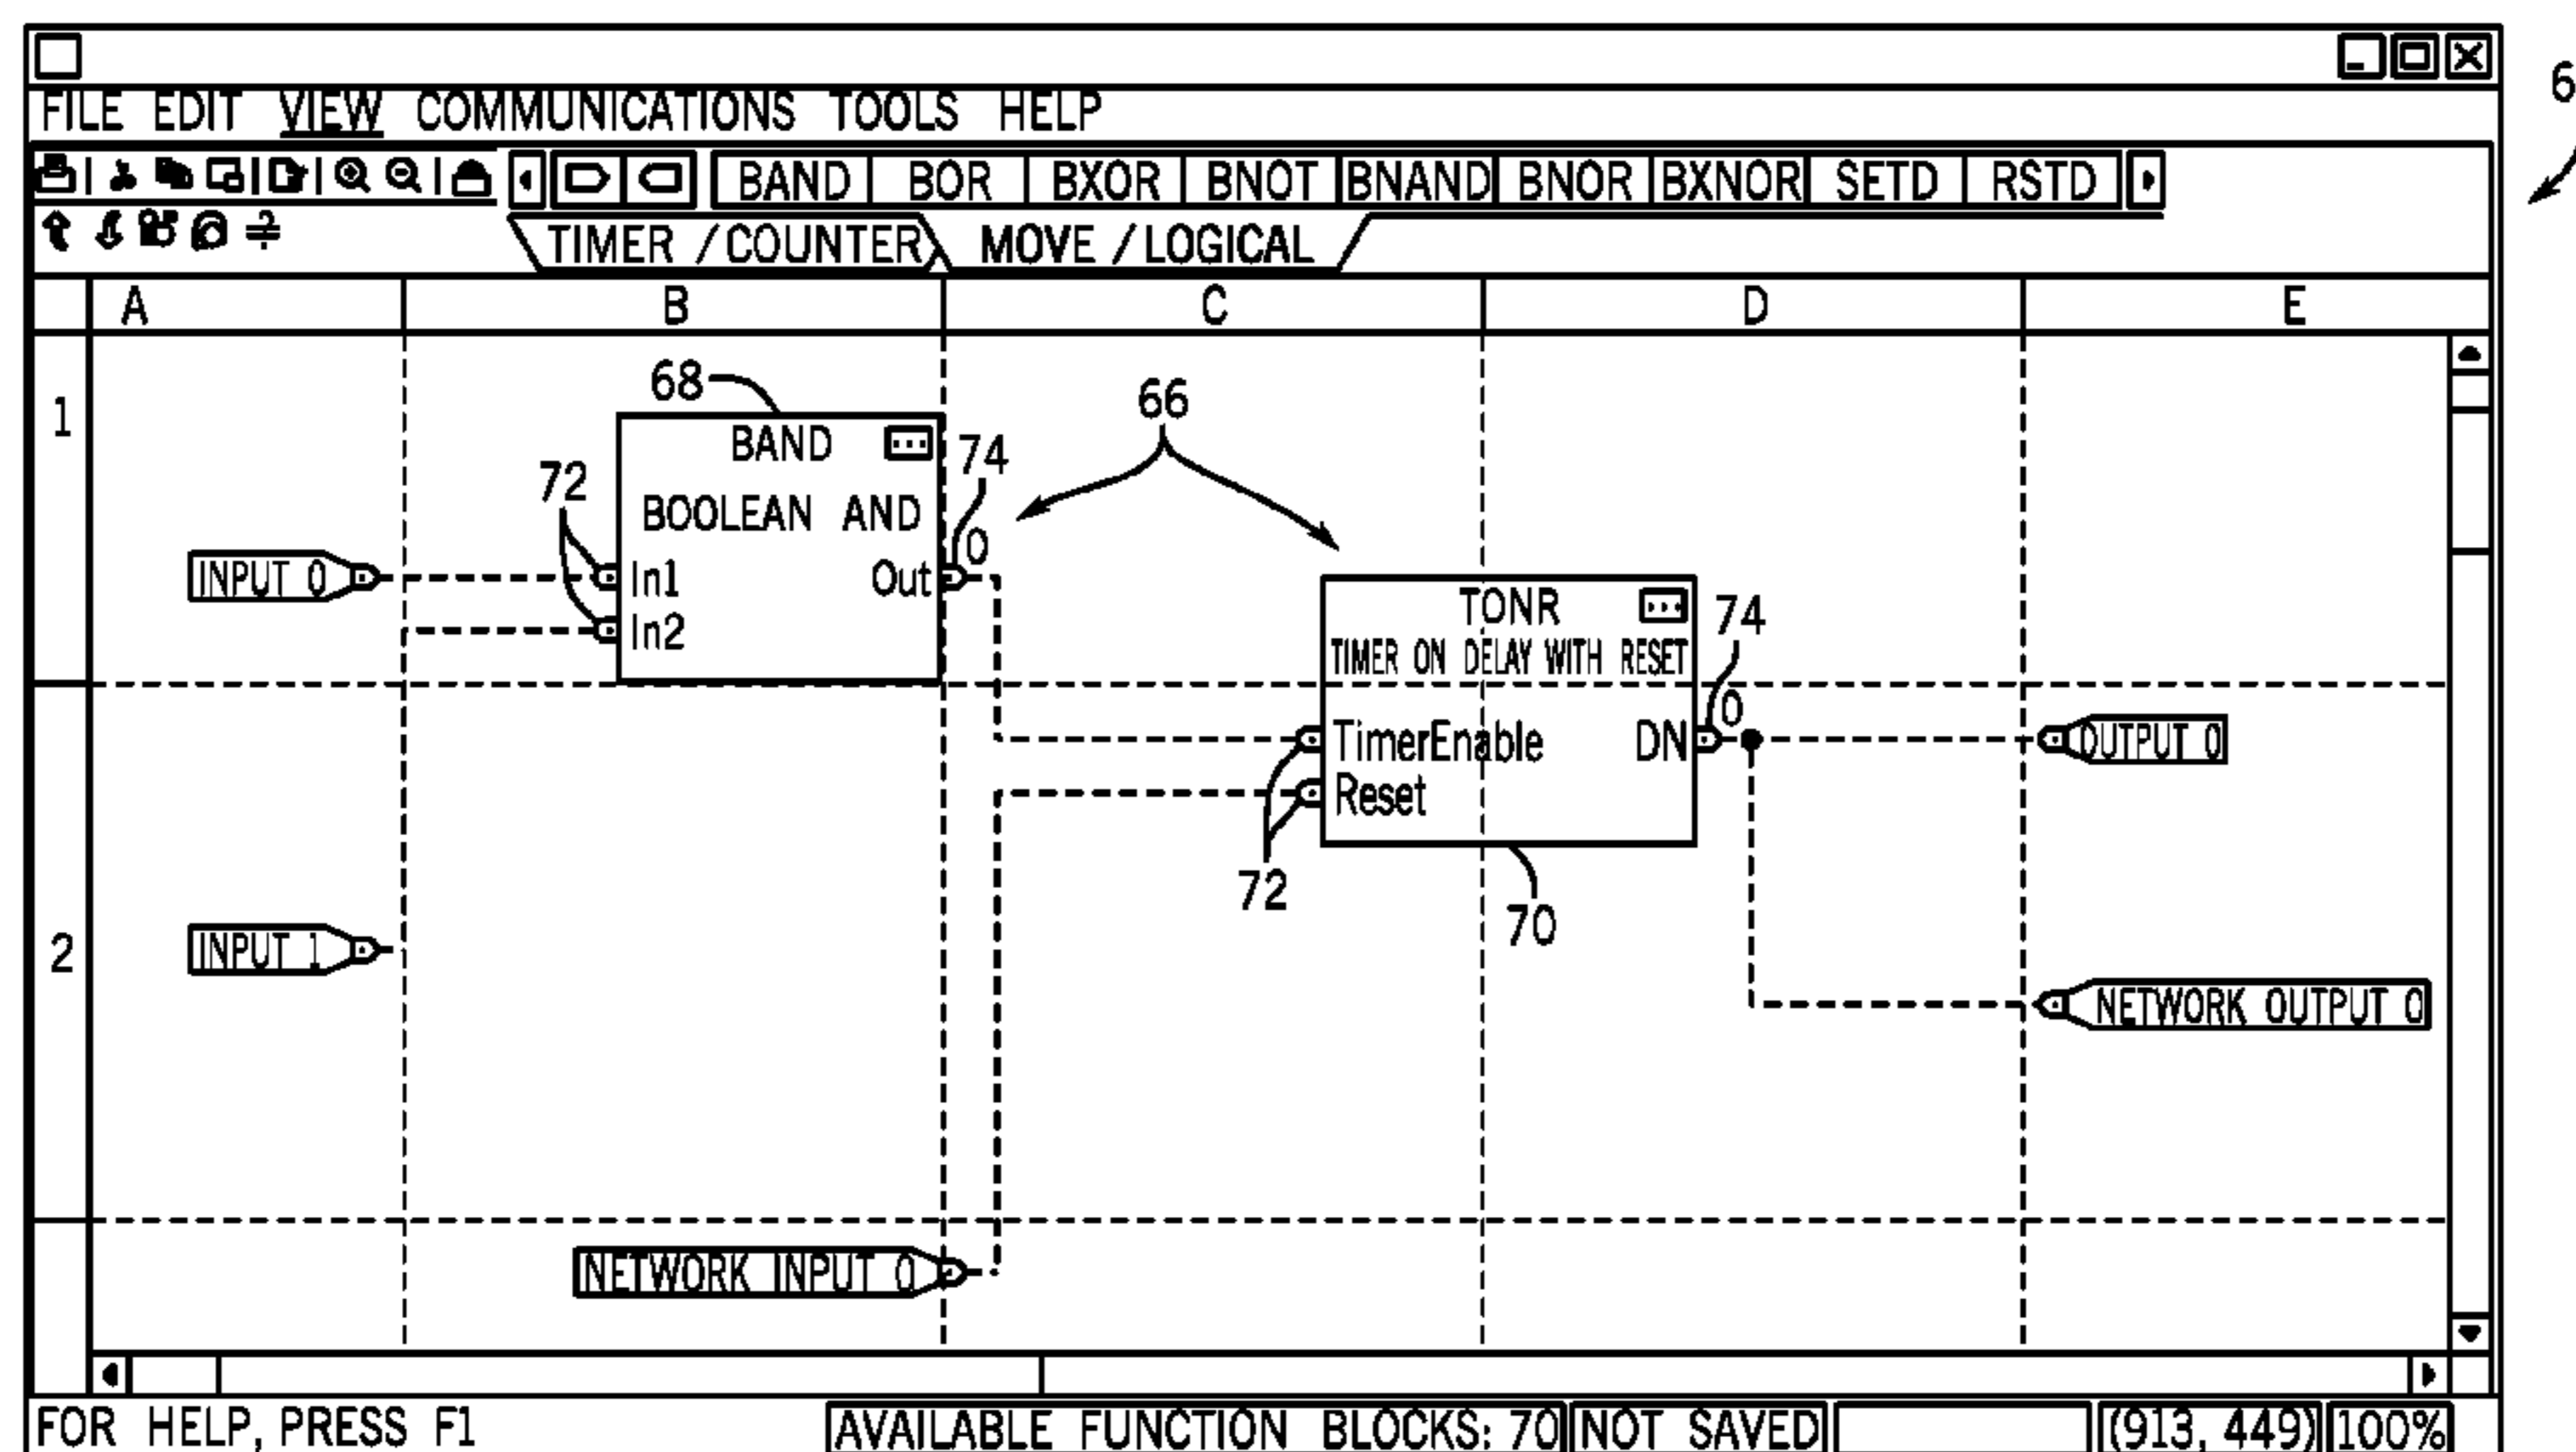 FILE EDIT VIEW COMMUNICATIONS TOOLS HELP
BAND BOR BXOR BNOT BNAND BNOR BXNOR SETD RSTD
TIMER /COUNTER MOVE /LOGICAL
A B C D E
1
68
66
BAND
74
72
BOOLEAN AND
0
INPUT 0
In1 Out
In2
TONR
74
TIMER ON DELAY WITH RESET
0
TimerEnable DN
OUTPUT 0
Reset
72
70
2
INPUT 1
NETWORK OUTPUT 0
NETWORK INPUT 0
FOR HELP, PRESS F1 AVAILABLE FUNCTION BLOCKS: 70 NOT SAVED (913, 449) 100%